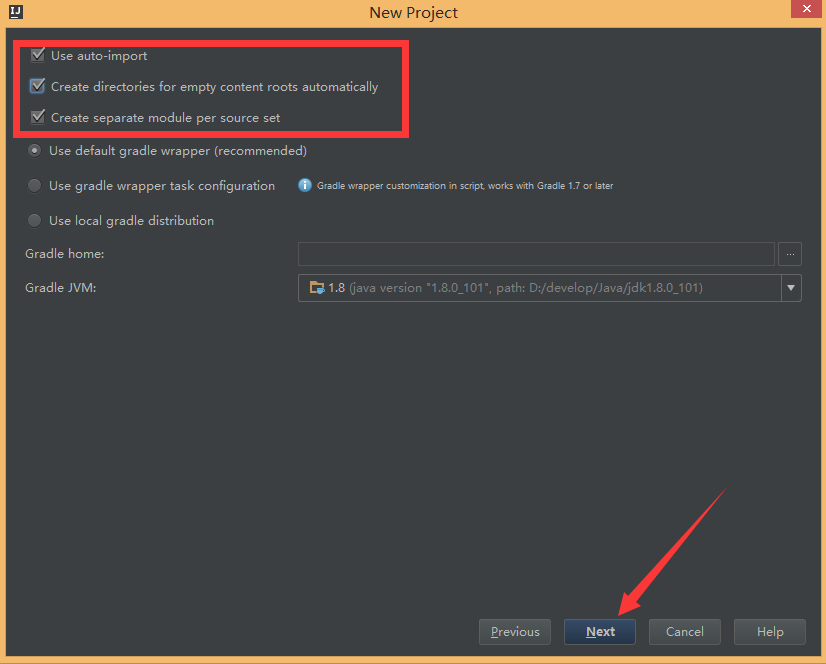 IJ
New Project
Use auto-import
Create directories for empty content roots automatically
Create separate module per source set
Use default gradle wrapper (recommended)
Use gradle wrapper task configuration
Gradle wrapper customization in script, works with Gradle 1.7 or later
Use local gradle distribution
Gradle home:
...
Gradle JVM:
1.8 (java version "1.8.0_101", path: D:/develop/Java/jdk1.8.0_101)
Previous
Next
Cancel
Help